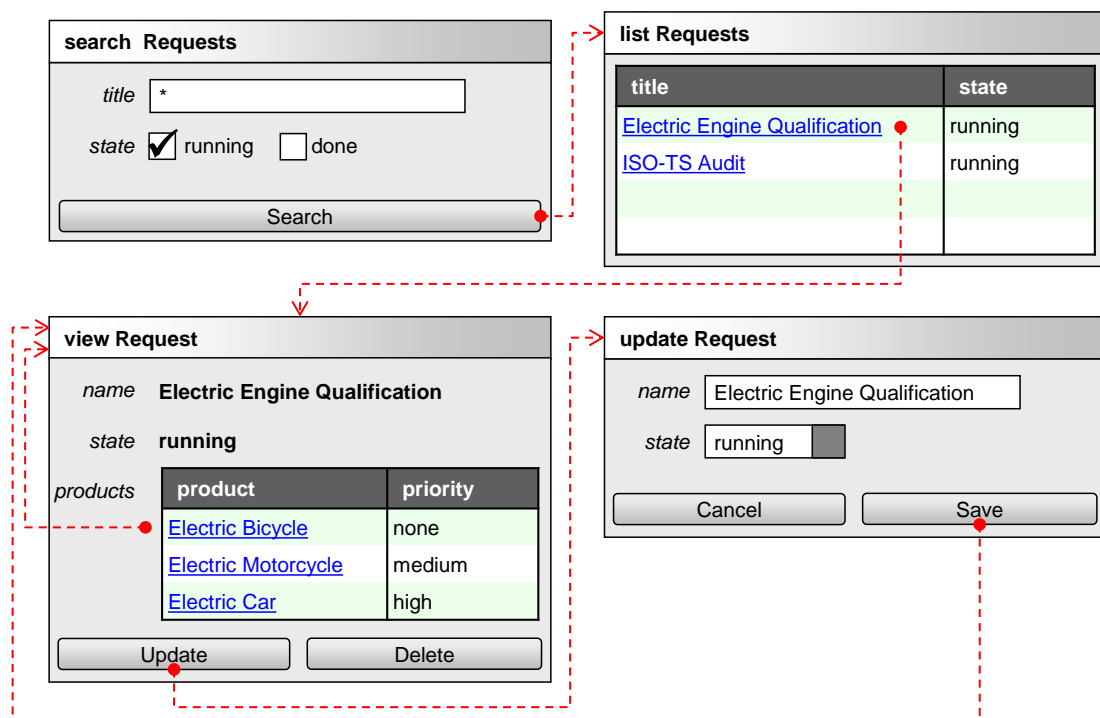 search Requests
title *
state running done
Search
list Requests
title state
Electric Engine Qualification running
ISO-TS Audit running
view Request
name Electric Engine Qualification
state running
products product priority
Electric Bicycle none
Electric Motorcycle medium
Electric Car high
Update Delete
update Request
name Electric Engine Qualification
state running
Cancel Save